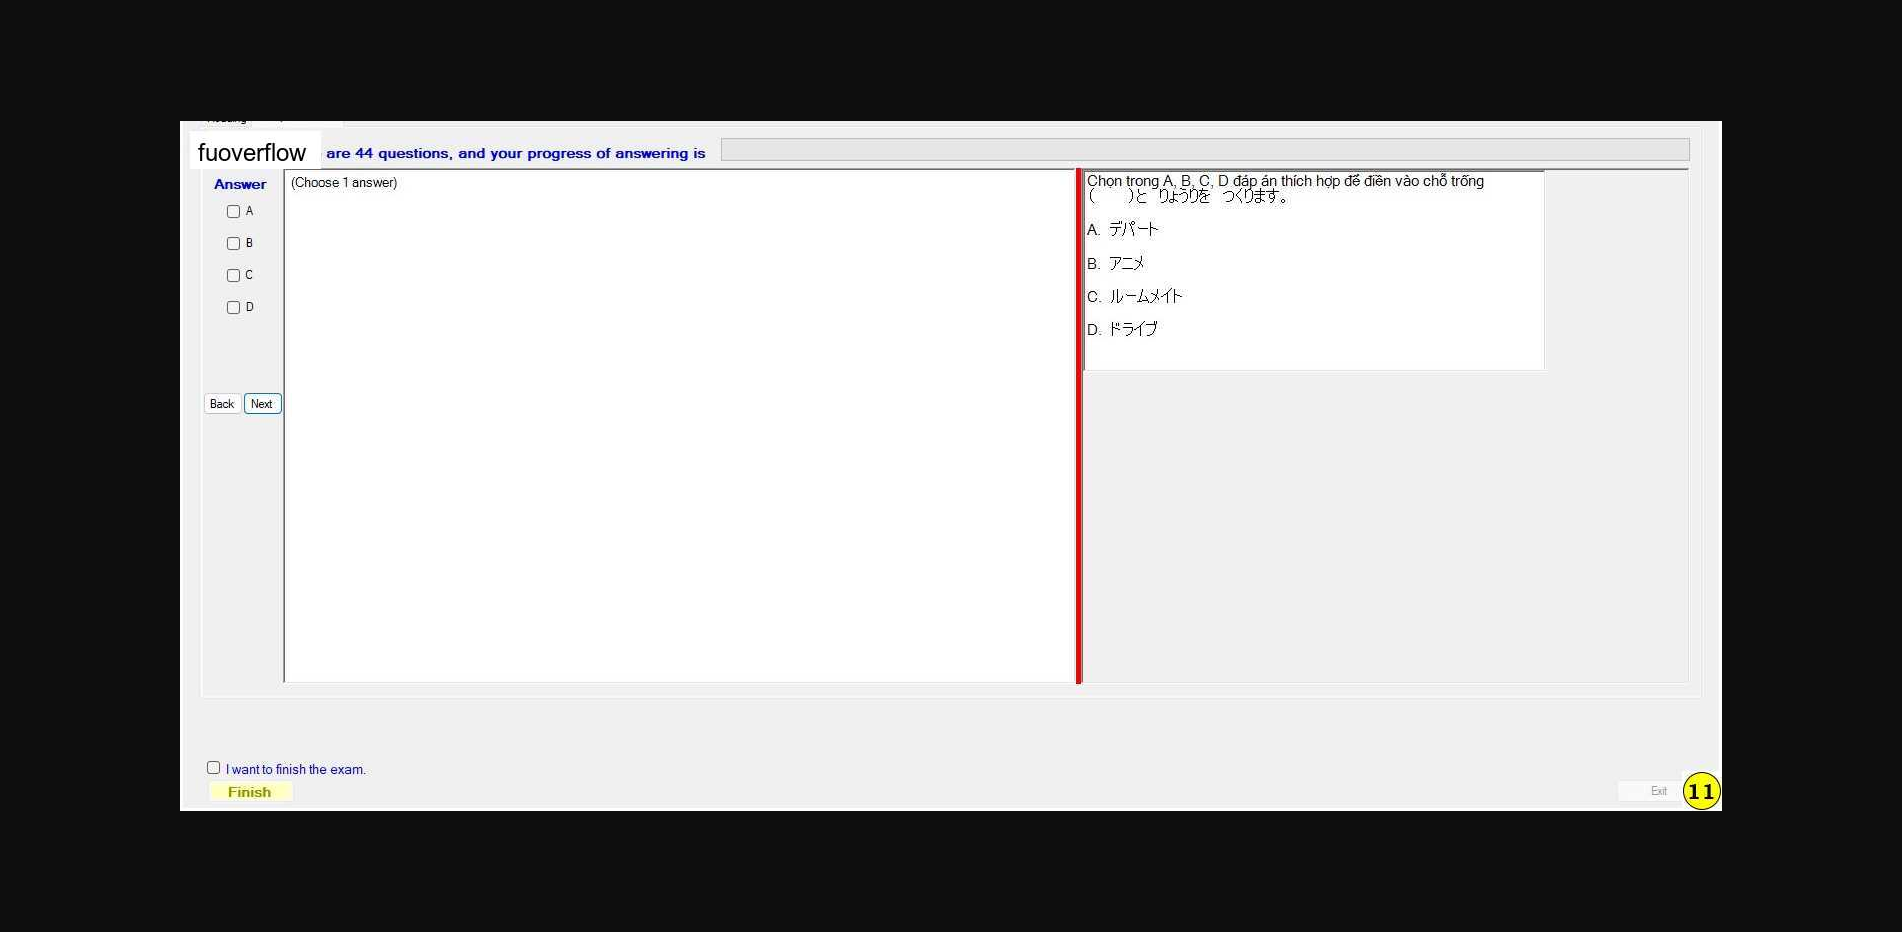 fuoverflow are 44 questions, and your progress of answering is
Answer
(Choose 1 answer)
A
B
C
D
Back Next
Chọn trong A, B, C, D đáp án thích hợp để điền vào chỗ trống
(　　)と　りょうりを　つくります。
A. デパート
B. アニメ
C. ルームメイト
D. ドライブ
I want to finish the exam.
Finish
Exit
11